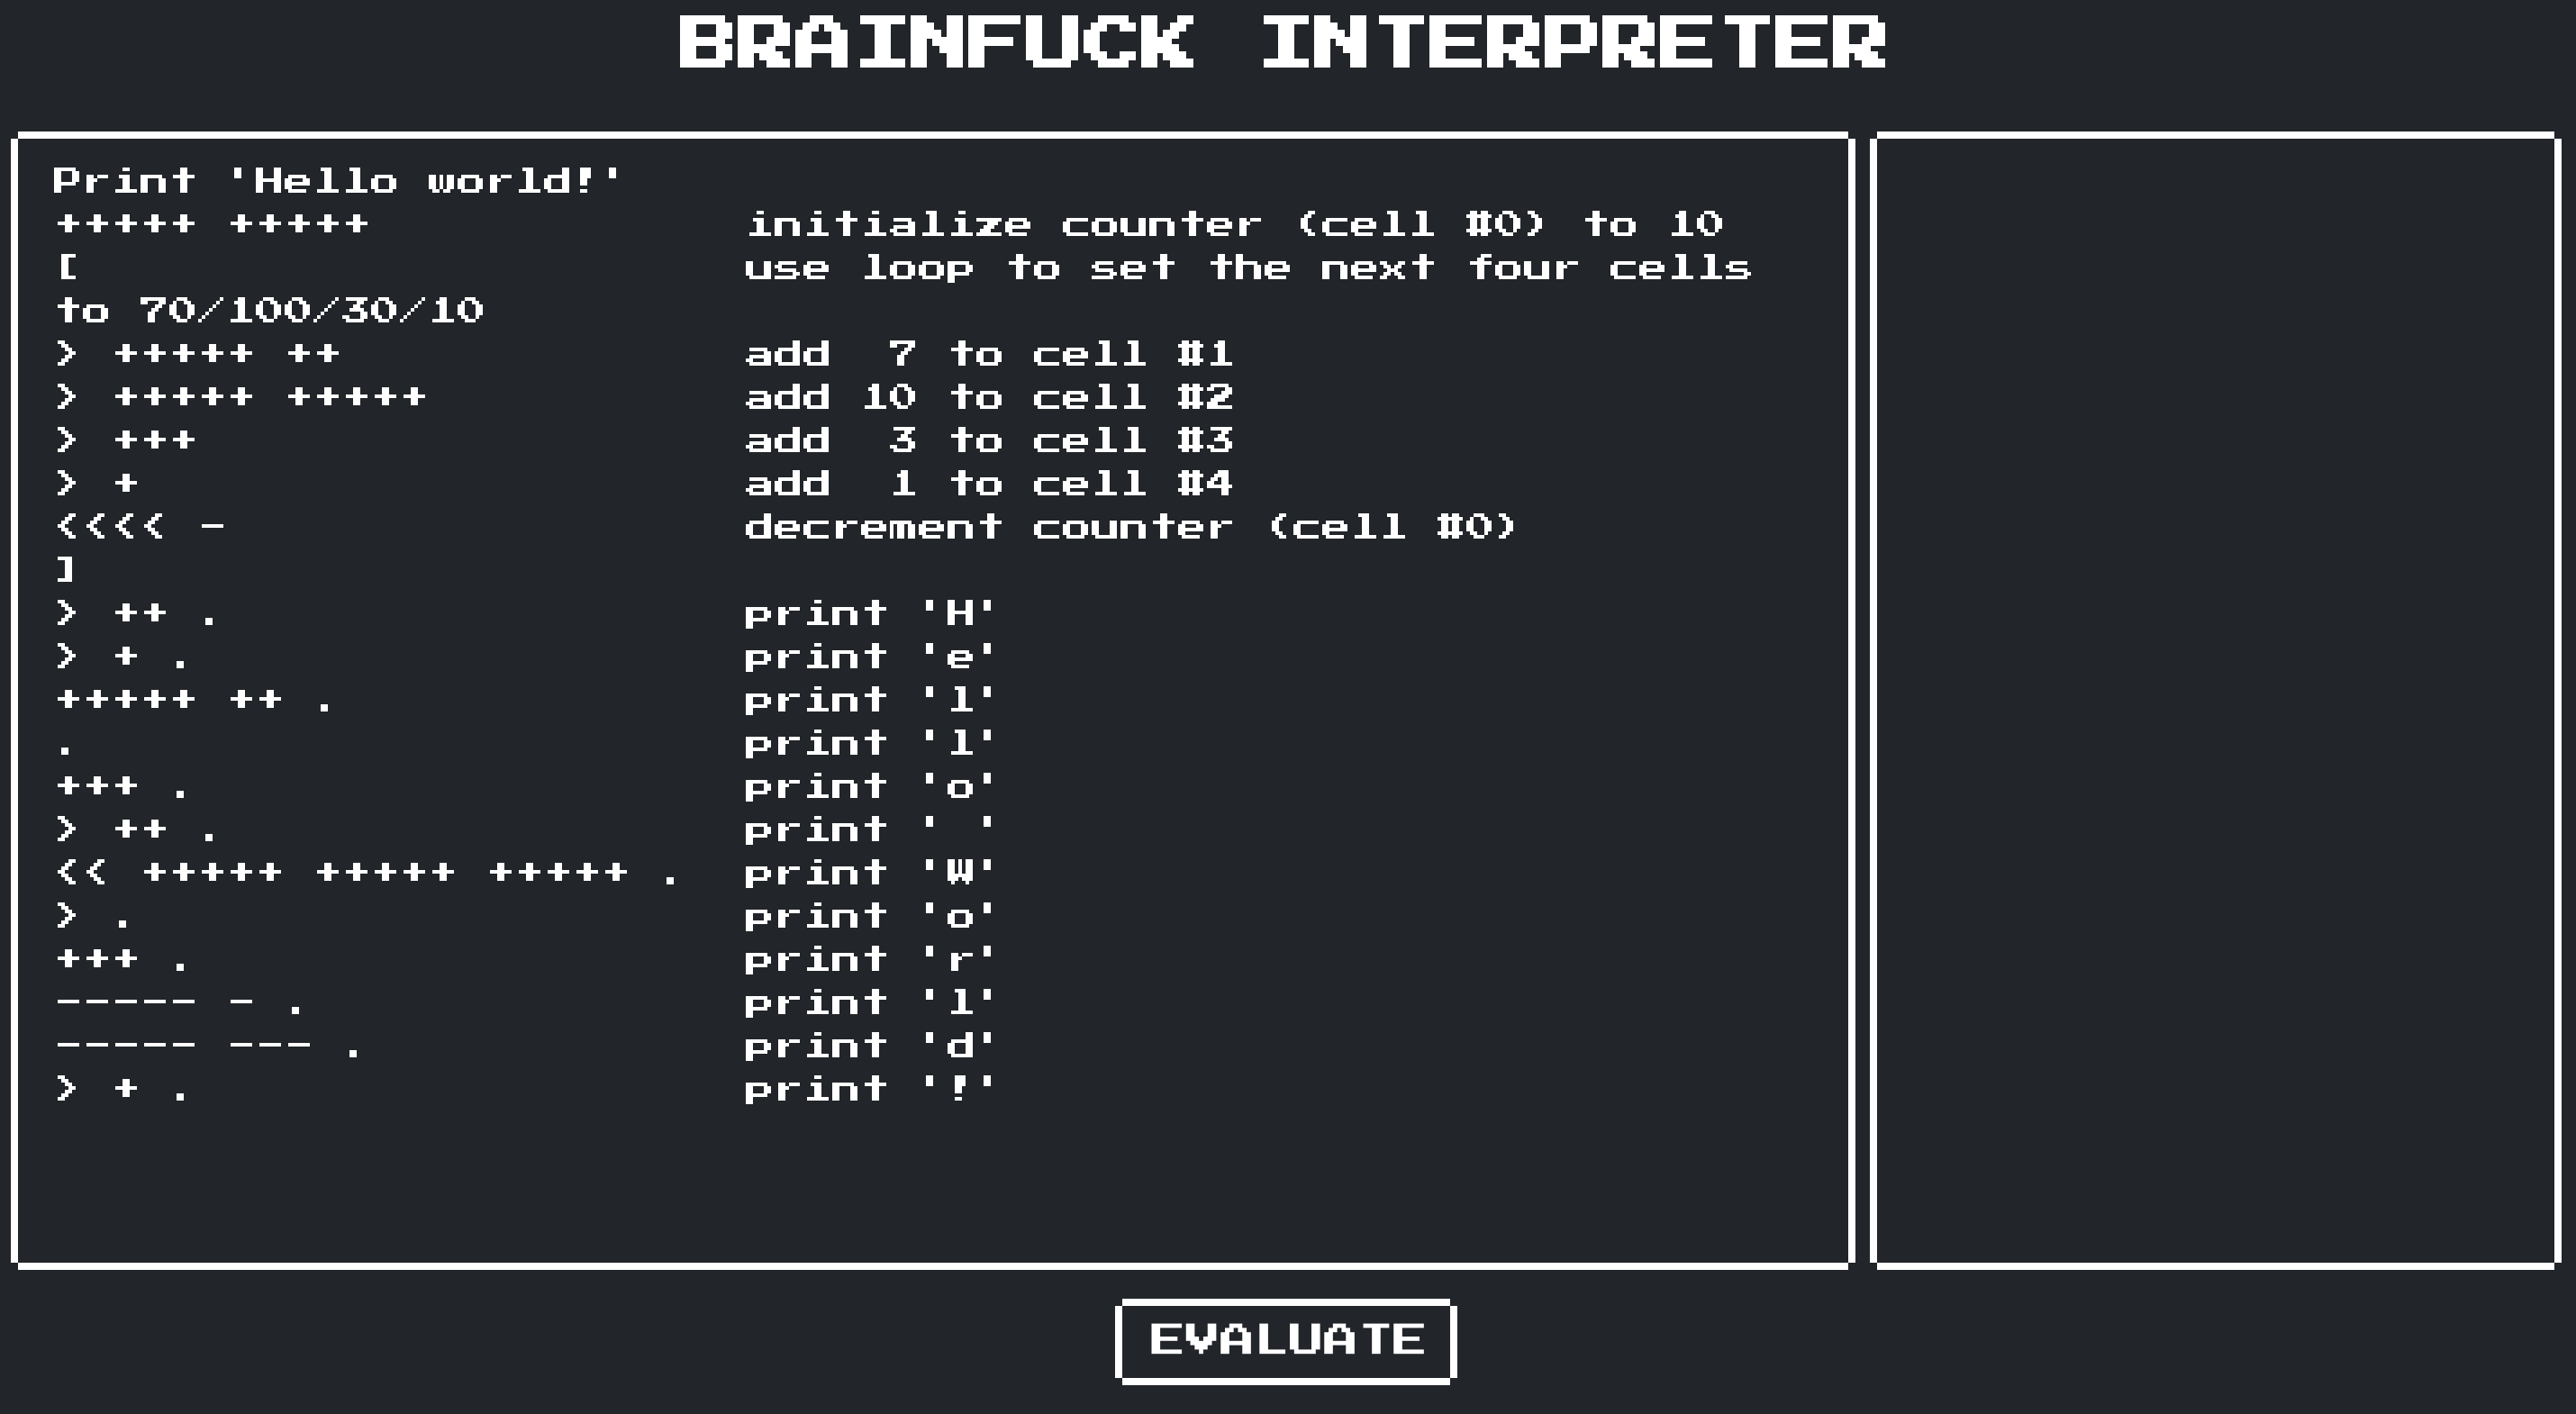 BRAINFUCK INTERPRETER
Print 'Hello world!'
+++++ +++++ initialize counter (cell #0) to 10
[ use loop to set the next four cells
to 70/100/30/10
> +++++ ++ add  7 to cell #1
> +++++ +++++ add 10 to cell #2
> +++ add  3 to cell #3
> + add  1 to cell #4
<<<< - decrement counter (cell #0)
]
> ++ . print 'H'
> + . print 'e'
+++++ ++ . print 'l'
. print 'l'
+++ . print 'o'
> ++ . print ' '
<< +++++ +++++ +++++ . print 'W'
> . print 'o'
+++ . print 'r'
----- - . print 'l'
----- --- . print 'd'
> + . print '!'
EVALUATE